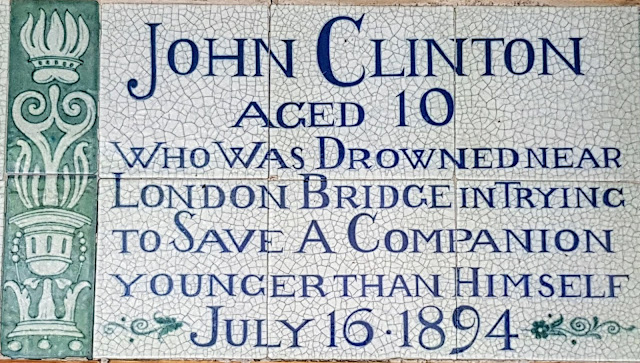 John Clinton
aged 10
Who Was Drowned near
London Bridge in Trying
to Save A Companion
Younger than Himself
July 16 · 1894